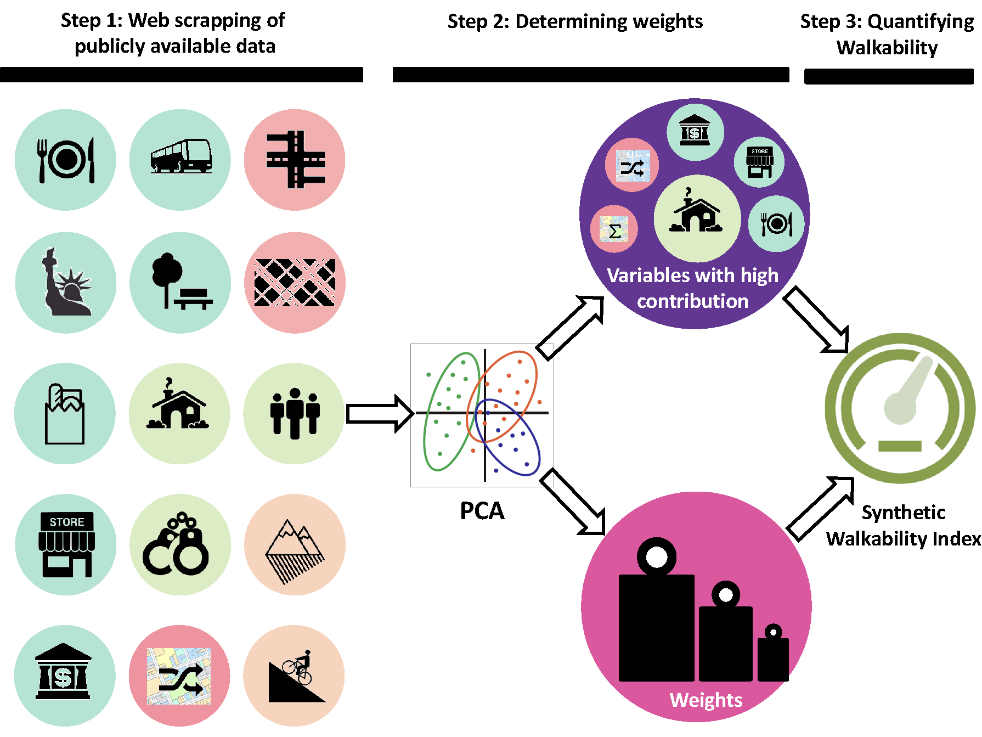 Step 1: Web scrapping of
publicly available data
Step 2: Determining weights
Step 3: Quantifying
Walkability
$
STORE
Σ
Variables with high
contribution
STORE
$
PCA
Synthetic
Walkability Index
Weights